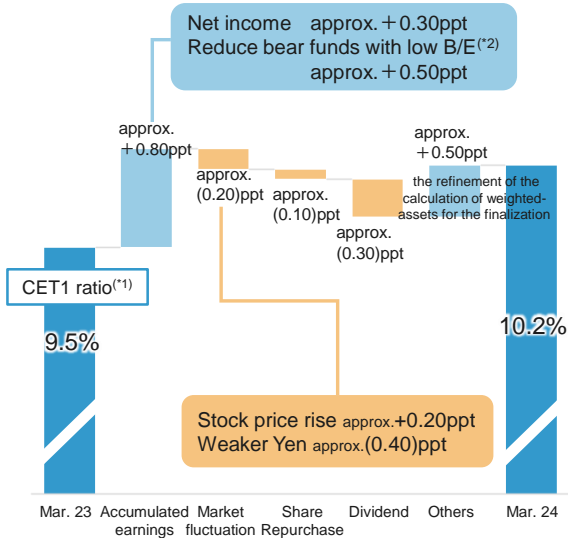 Net income approx.＋0.30ppt
Reduce bear funds with low B/E(*2)
approx.＋0.50ppt
approx.
＋0.80ppt
approx.
(0.20)ppt
approx.
(0.10)ppt
approx.
(0.30)ppt
approx.
＋0.50ppt
the refinement of the
calculation of weighted-
assets for the finalization
CET1 ratio(*1)
9.5%
10.2%
Stock price rise approx.+0.20ppt
Weaker Yen approx.(0.40)ppt
Mar. 23
Accumulated
earnings
Market
fluctuation
Share
Repurchase
Dividend
Others
Mar. 24